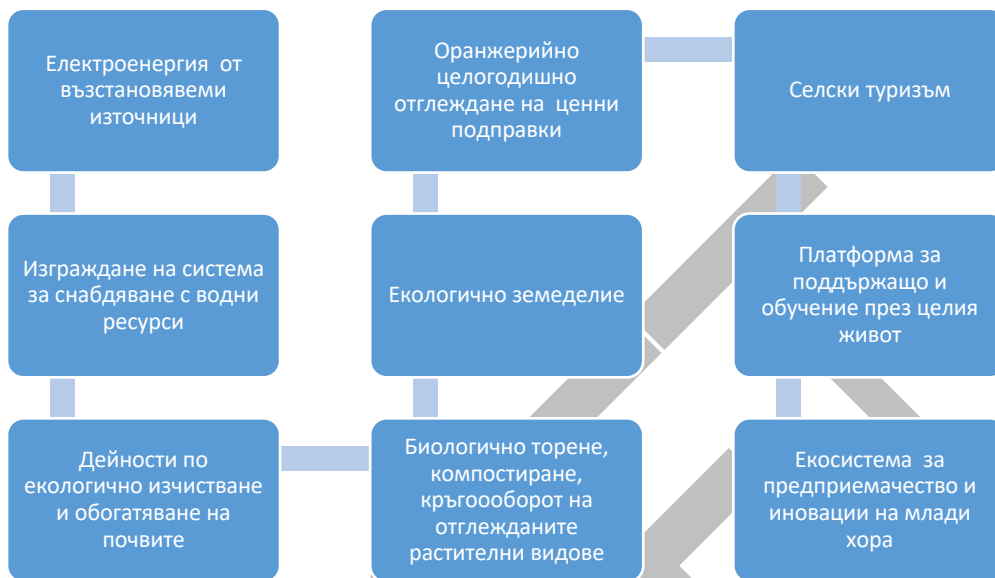 Електроенергия от
възстановявеми
източници
Изграждане на система
за снабдяване с водни
ресурси
Дейности по
екологично изчистване
и обогатяване на
почвите
Биологично торене,
компостиране,
кръгоооборот на
отглежданите
растителни видове
Екологично земеделие
Оранжерийно
целогодишно
отглеждане на ценни
подправки
Селски туризъм
Платформа за
поддържащо и
обучение през целия
живот
Екосистема за
предприемачество и
иновации на млади
хора